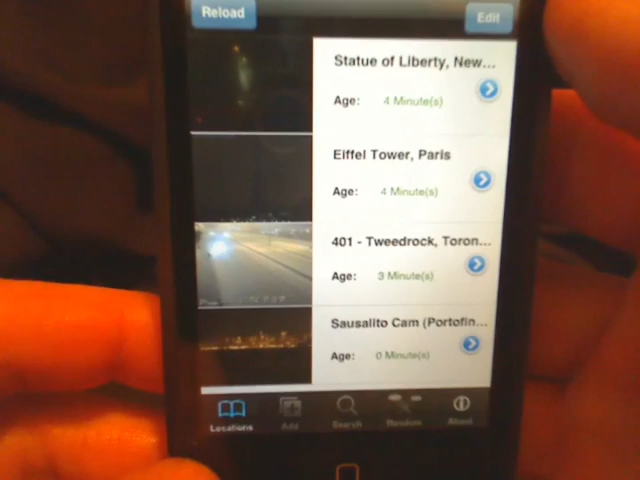 Reload
Edit
Statue of Liberty, New...
Age: 4 Minute(s)
Eiffel Tower, Paris
Age: 4 Minute(s)
401 - Tweedrock, Toron...
Age: 3 Minute(s)
Sausalito Cam (Portofin...
Age: 0 Minute(s)
Locations
Add
Search
Random
About